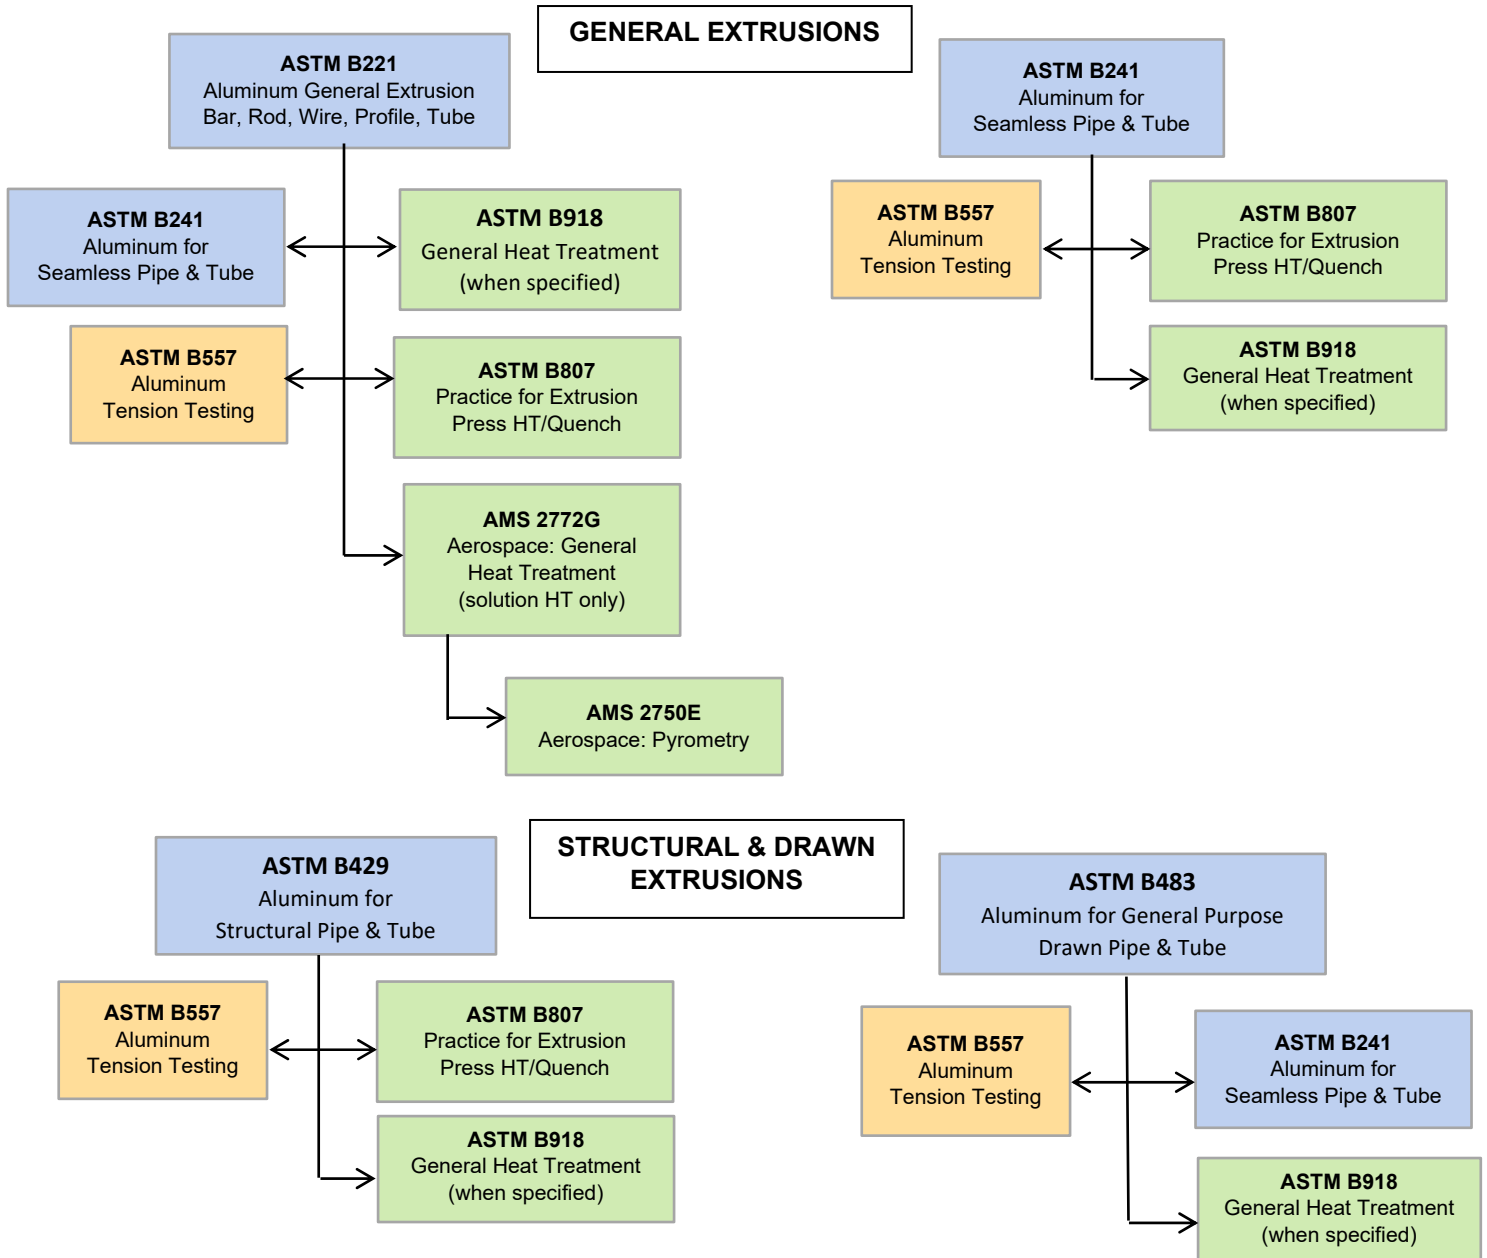 GENERAL EXTRUSIONS
ASTM B221
Aluminum General Extrusion
Bar, Rod, Wire, Profile, Tube
ASTM B241
Aluminum for
Seamless Pipe & Tube
ASTM B918
General Heat Treatment
(when specified)
ASTM B557
Aluminum
Tension Testing
ASTM B807
Practice for Extrusion
Press HT/Quench
AMS 2772G
Aerospace: General
Heat Treatment
(solution HT only)
AMS 2750E
Aerospace: Pyrometry
ASTM B241
Aluminum for
Seamless Pipe & Tube
ASTM B557
Aluminum
Tension Testing
ASTM B807
Practice for Extrusion
Press HT/Quench
ASTM B918
General Heat Treatment
(when specified)
STRUCTURAL & DRAWN
EXTRUSIONS
ASTM B429
Aluminum for
Structural Pipe & Tube
ASTM B557
Aluminum
Tension Testing
ASTM B807
Practice for Extrusion
Press HT/Quench
ASTM B918
General Heat Treatment
(when specified)
ASTM B483
Aluminum for General Purpose
Drawn Pipe & Tube
ASTM B557
Aluminum
Tension Testing
ASTM B241
Aluminum for
Seamless Pipe & Tube
ASTM B918
General Heat Treatment
(when specified)